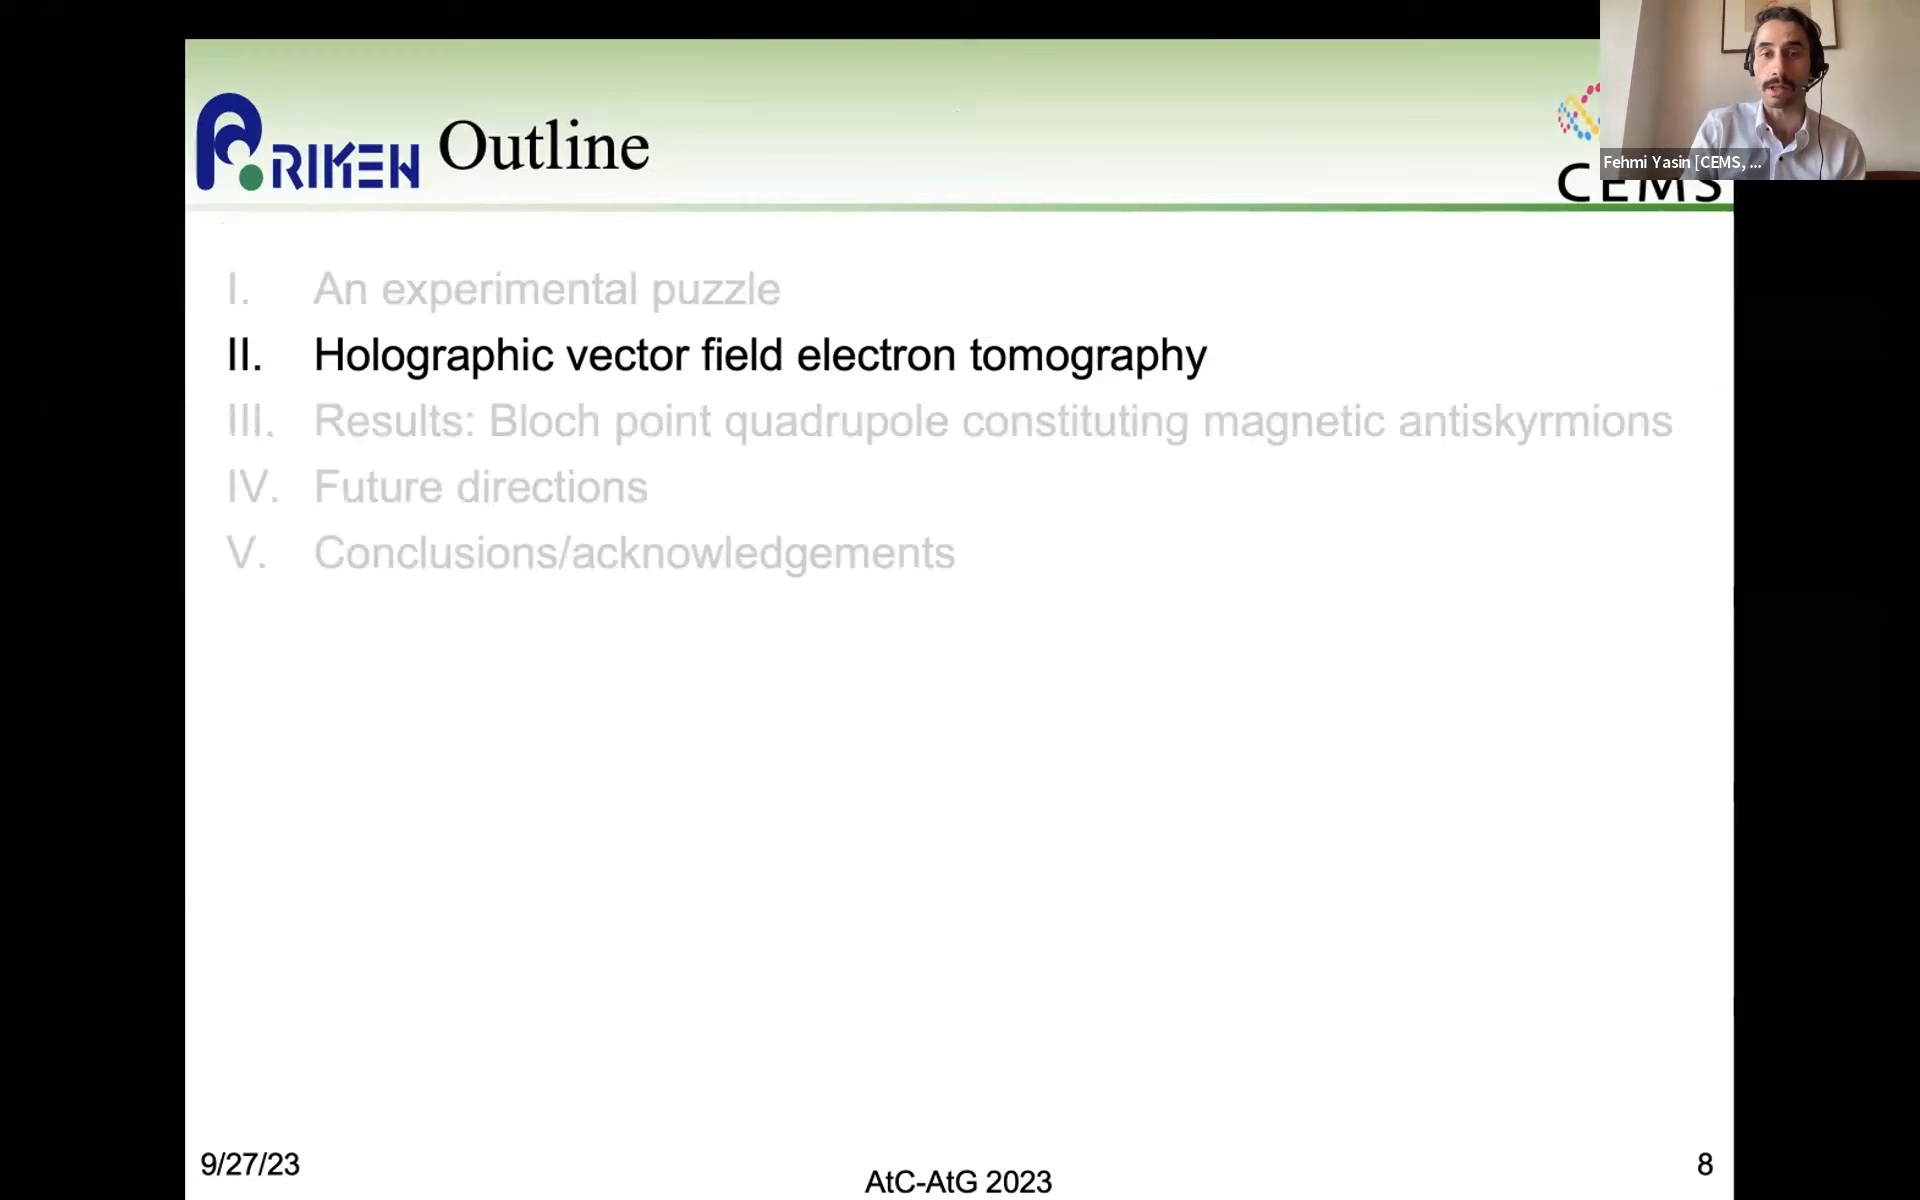 RIKEN
Outline
Fehmi Yasin [CEMS, ...
CEMS
I. An experimental puzzle
II. Holographic vector field electron tomography
III. Results: Bloch point quadrupole constituting magnetic antiskyrmions
IV. Future directions
V. Conclusions/acknowledgements
9/27/23
AtC-AtG 2023
8